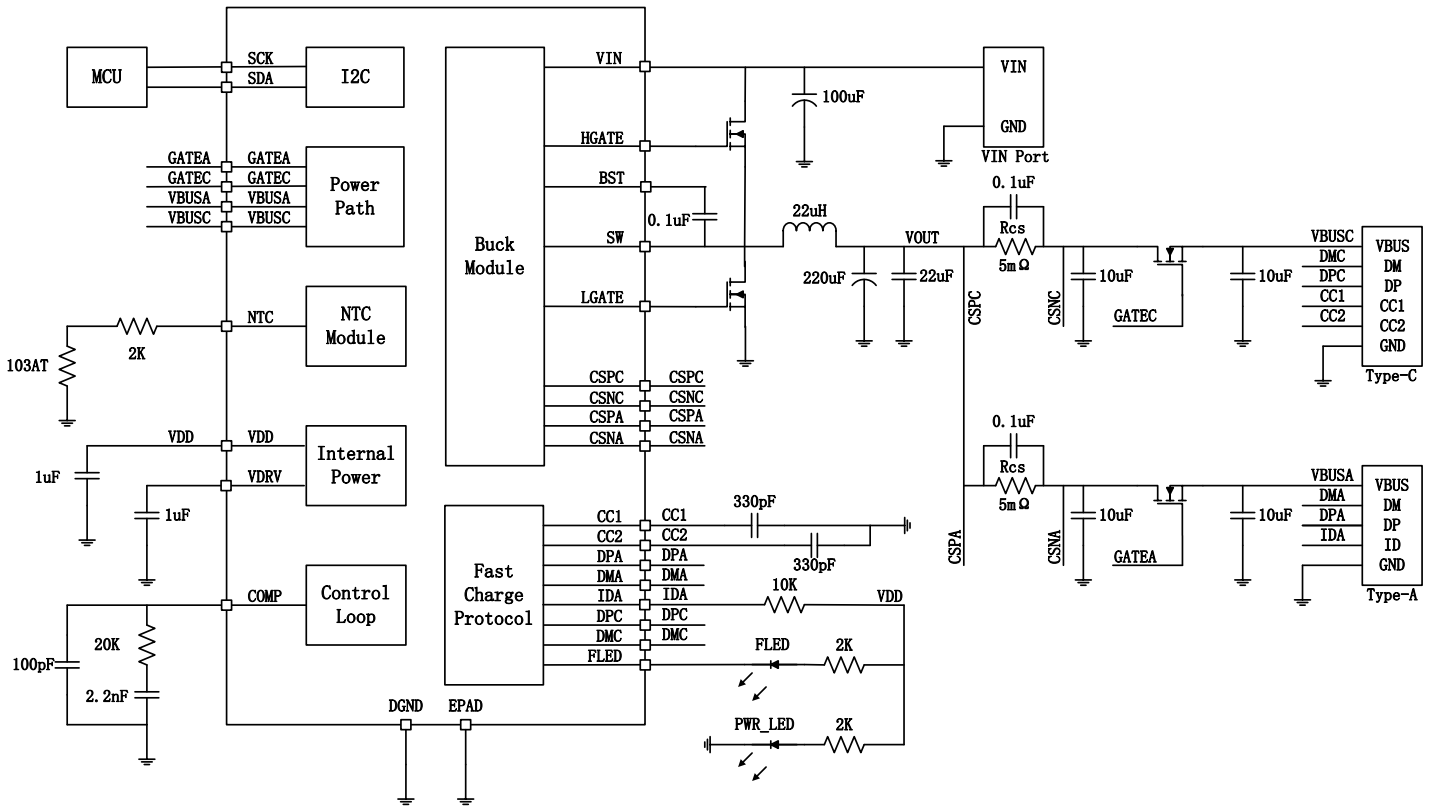 MCU
SCK
SDA
I2C
GATEA
GATEC
VBUSA
VBUSC
GATEA
GATEC
VBUSA
VBUSC
Power
Path
NTC
NTC
Module
2K
103AT
VDD
VDD
VDRV
Internal
Power
1uF
1uF
COMP
Control
Loop
20K
100pF
2.2nF
DGND
EPAD
Buck
Module
VIN
HGATE
BST
SW
LGATE
CSPC
CSNC
CSPA
CSNA
CSPC
CSNC
CSPA
CSNA
Fast
Charge
Protocol
CC1
CC2
DPA
DMA
IDA
DPC
DMC
FLED
CC1
CC2
DPA
DMA
IDA
DPC
DMC
330pF
330pF
10K
VDD
FLED
2K
PWR_LED
2K
100uF
0.1uF
22uH
VOUT
220uF
22uF
VIN
GND
VIN Port
0.1uF
Rcs
5mΩ
CSPC
CSNC
10uF
GATEC
10uF
VBUSC
DMC
DPC
CC1
CC2
VBUS
DM
DP
CC1
CC2
GND
Type-C
0.1uF
Rcs
5mΩ
CSPA
CSNA
10uF
GATEA
10uF
VBUSA
DMA
DPA
IDA
VBUS
DM
DP
ID
GND
Type-A